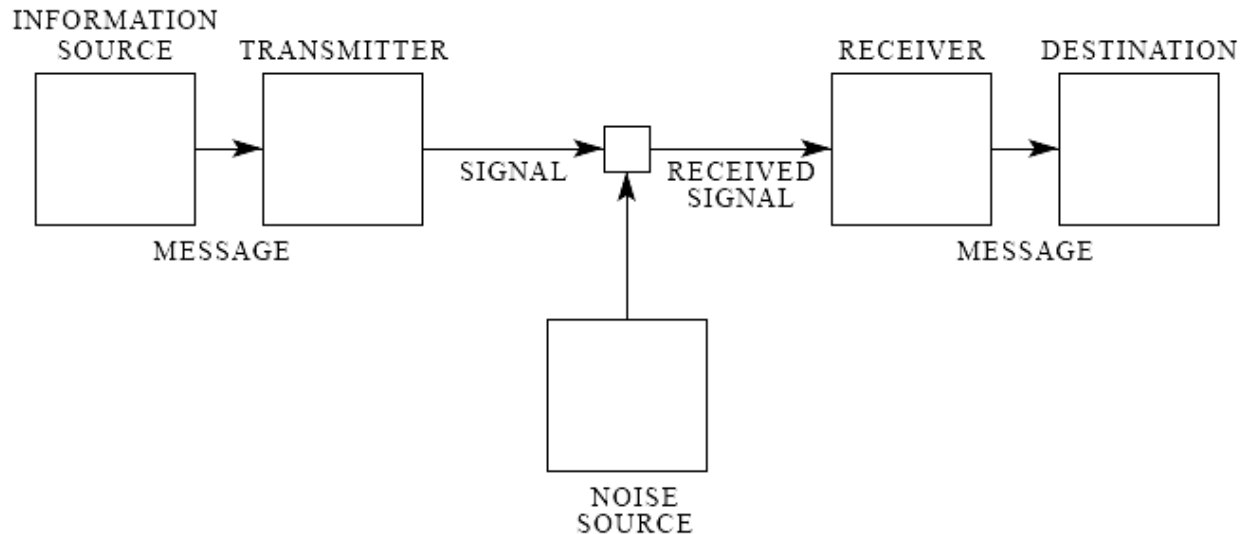 INFORMATION
SOURCE
TRANSMITTER
RECEIVER
DESTINATION
SIGNAL
RECEIVED
SIGNAL
MESSAGE
MESSAGE
NOISE
SOURCE